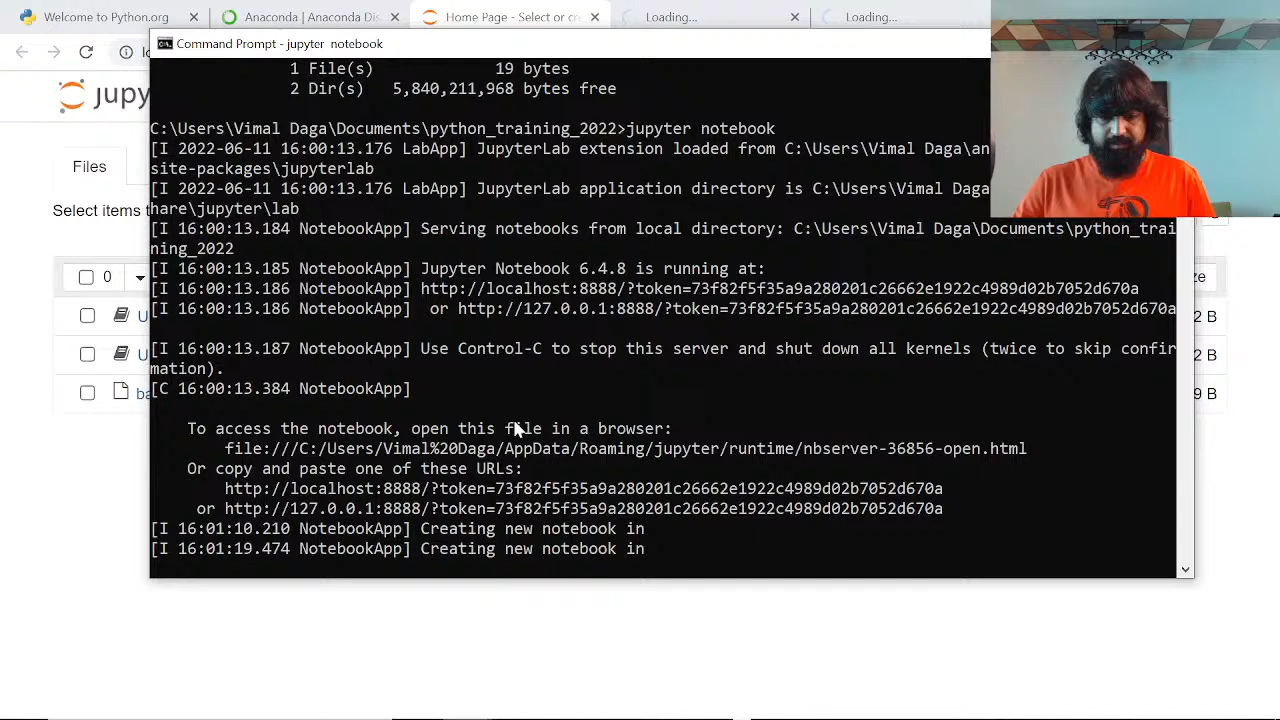 Welcome to Python.org
Anaconda | Anaconda Dis
Home Page - Select or cr
Loading...
Loading...
Command Prompt - jupyter notebook
1 File(s) 19 bytes
2 Dir(s) 5,840,211,968 bytes free
jupy
C:\Users\Vimal Daga\Documents\python_training_2022>jupyter notebook
[I 2022-06-11 16:00:13.176 LabApp] JupyterLab extension loaded from C:\Users\Vimal Daga\an
site-packages\jupyterlab
Files
[I 2022-06-11 16:00:13.176 LabApp] JupyterLab application directory is C:\Users\Vimal Daga
hare\jupyter\lab
Select items t
[I 16:00:13.184 NotebookApp] Serving notebooks from local directory: C:\Users\Vimal Daga\Documents\python_trai
ning_2022
[I 16:00:13.185 NotebookApp] Jupyter Notebook 6.4.8 is running at:
0
ze
[I 16:00:13.186 NotebookApp] http://localhost:8888/?token=73f82f5f35a9a280201c26662e1922c4989d02b7052d670a
[I 16:00:13.186 NotebookApp]  or http://127.0.0.1:8888/?token=73f82f5f35a9a280201c26662e1922c4989d02b7052d670a
U
2 B
[I 16:00:13.187 NotebookApp] Use Control-C to stop this server and shut down all kernels (twice to skip confir
mation).
U
2 B
[C 16:00:13.384 NotebookApp]
ba
9 B
To access the notebook, open this file in a browser:
file:///C:/Users/Vimal%20Daga/AppData/Roaming/jupyter/runtime/nbserver-36856-open.html
Or copy and paste one of these URLs:
http://localhost:8888/?token=73f82f5f35a9a280201c26662e1922c4989d02b7052d670a
or http://127.0.0.1:8888/?token=73f82f5f35a9a280201c26662e1922c4989d02b7052d670a
[I 16:01:10.210 NotebookApp] Creating new notebook in
[I 16:01:19.474 NotebookApp] Creating new notebook in